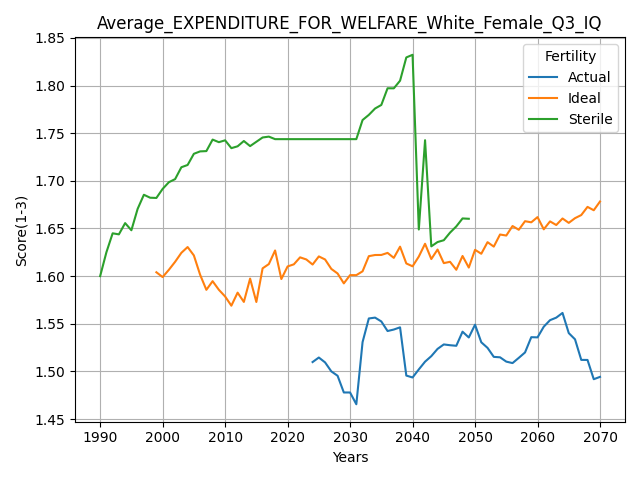 Average_EXPENDITURE_FOR_WELFARE_White_Female_Q3_IQ
Fertility
Actual
Ideal
Sterile
Score(1-3)
1.85
1.80
1.75
1.70
1.65
1.60
1.55
1.50
1.45
1990 2000 2010 2020 2030 2040 2050 2060 2070
Years